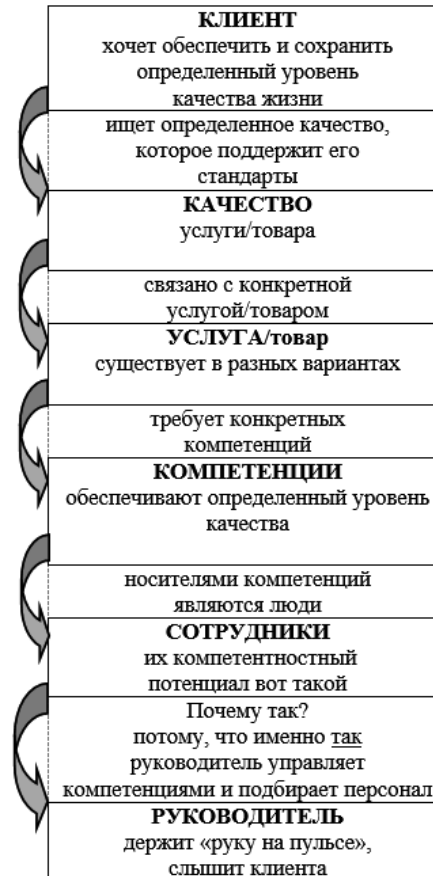 КЛИЕНТ
хочет обеспечить и сохранить
определенный уровень
качества жизни
ищет определенное качество,
которое поддержит его
стандарты
КАЧЕСТВО
услуги/товара
связано с конкретной
услугой/товаром
УСЛУГА/товар
существует в разных вариантах
требует конкретных
компетенций
КОМПЕТЕНЦИИ
обеспечивают определенный уровень
качества
носителями компетенций
являются люди
СОТРУДНИКИ
их компетентностный
потенциал вот такой
Почему так?
потому, что именно так
руководитель управляет
компетенциями и подбирает персонал
РУКОВОДИТЕЛЬ
держит «руку на пульсе»,
слышит клиента